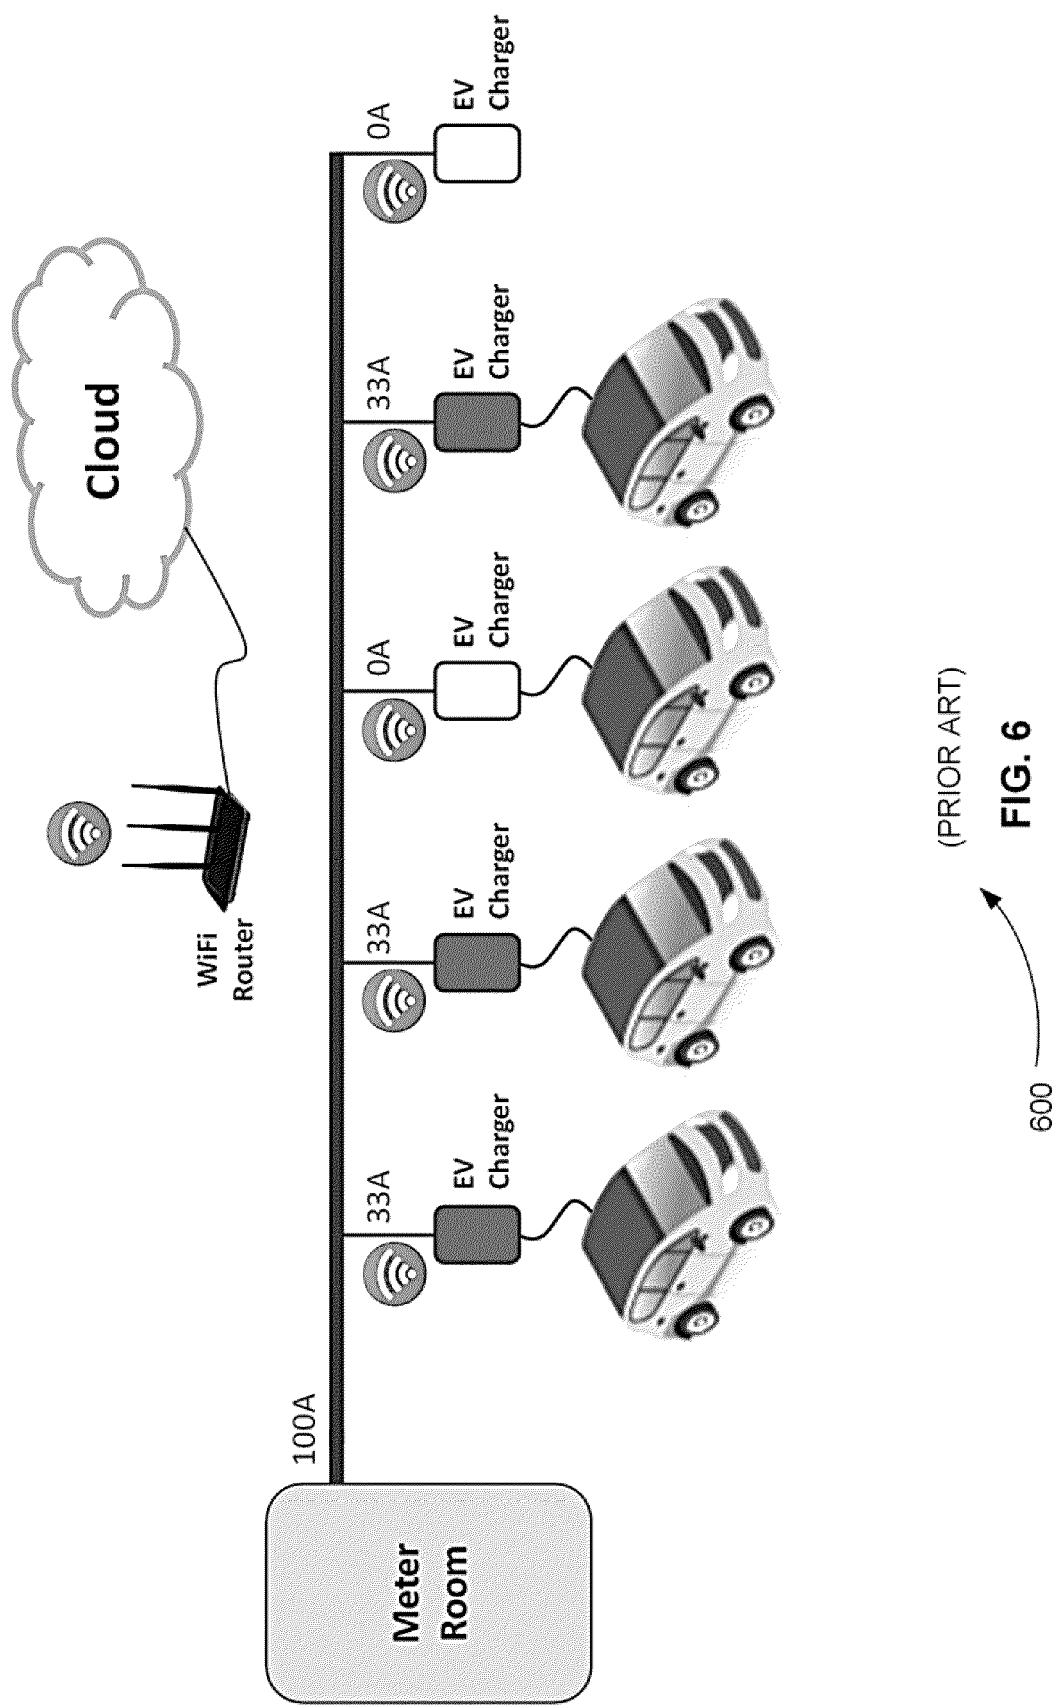 Cloud
WiFi
Router
Meter
Room
100A
33A
EV
Charger
33A
EV
Charger
0A
EV
Charger
33A
EV
Charger
0A
EV
Charger
600
(PRIOR ART)
FIG. 6